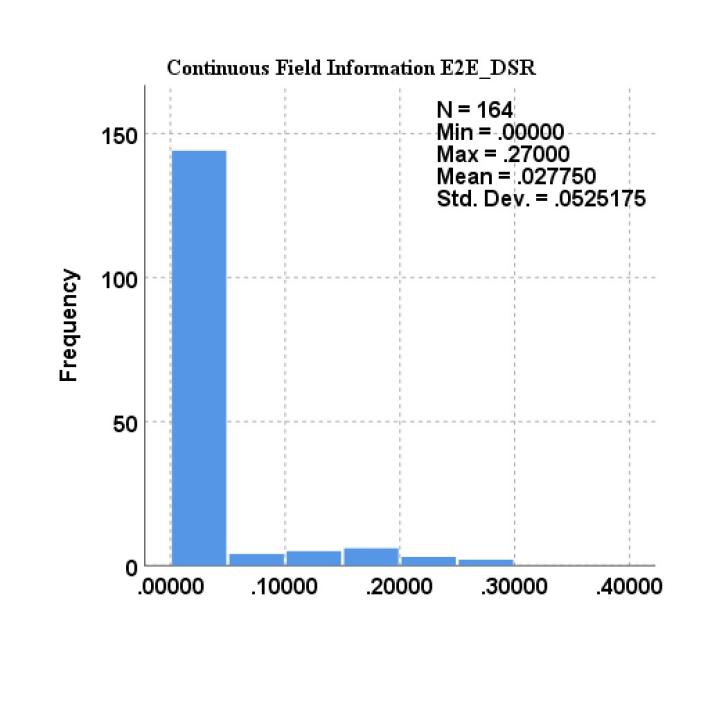 Continuous Field Information E2E_DSR
N = 164
Min = .00000
Max = .27000
Mean = .027750
Std. Dev. = .0525175
150
100
50
0
Frequency
.00000 .10000 .20000 .30000 .40000